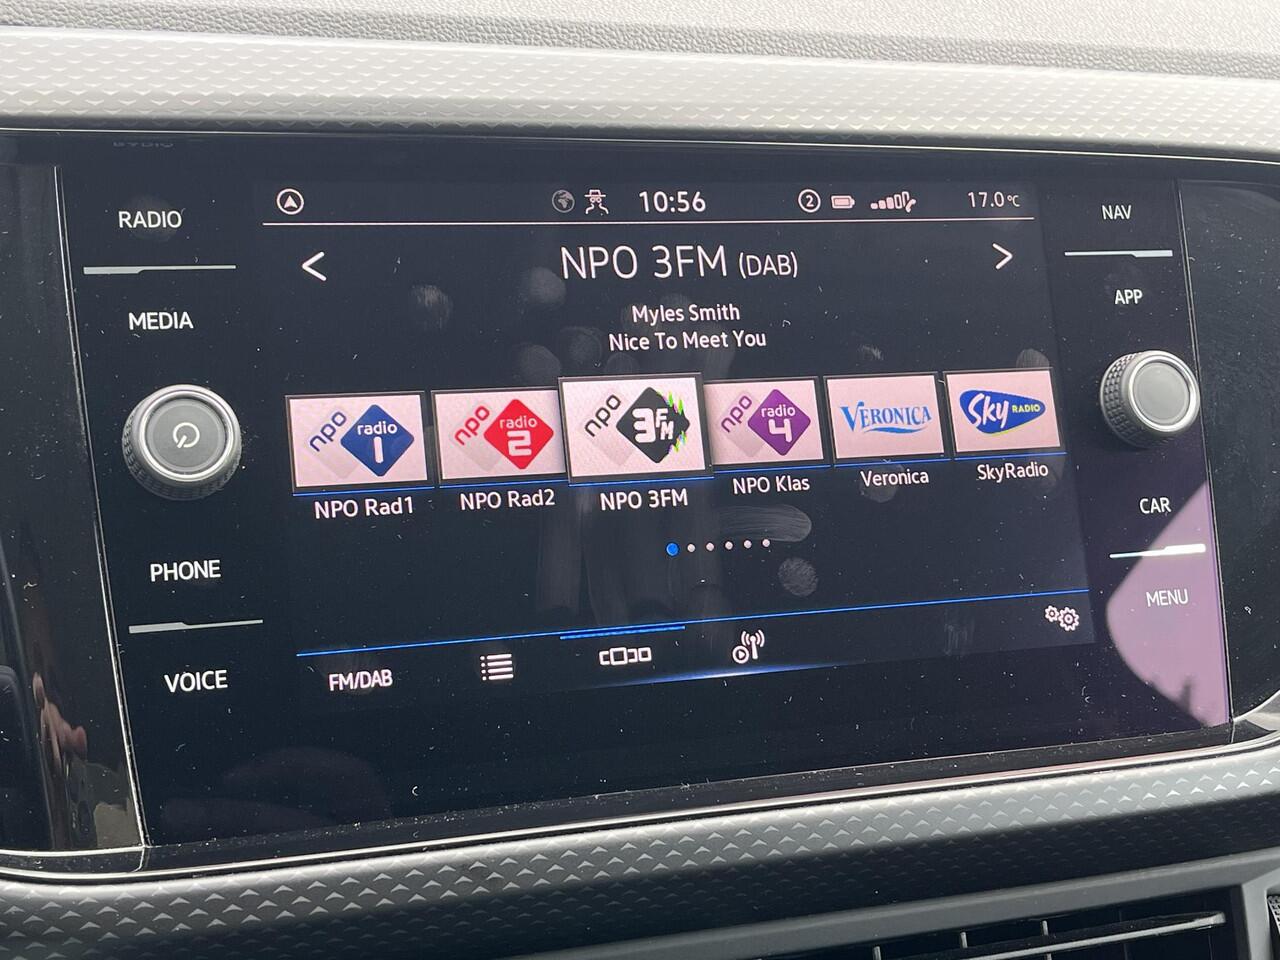 RADIO
MEDIA
PHONE
VOICE
10:56
2
17.0°C
<
NPO 3FM (DAB)
>
Myles Smith
Nice To Meet You
npo radio 1
npo radio 2
npo 3FM
npo radio 4
VERONICA
Sky RADIO
NPO Rad1
NPO Rad2
NPO 3FM
NPO Klas
Veronica
SkyRadio
FM/DAB
NAV
APP
CAR
MENU